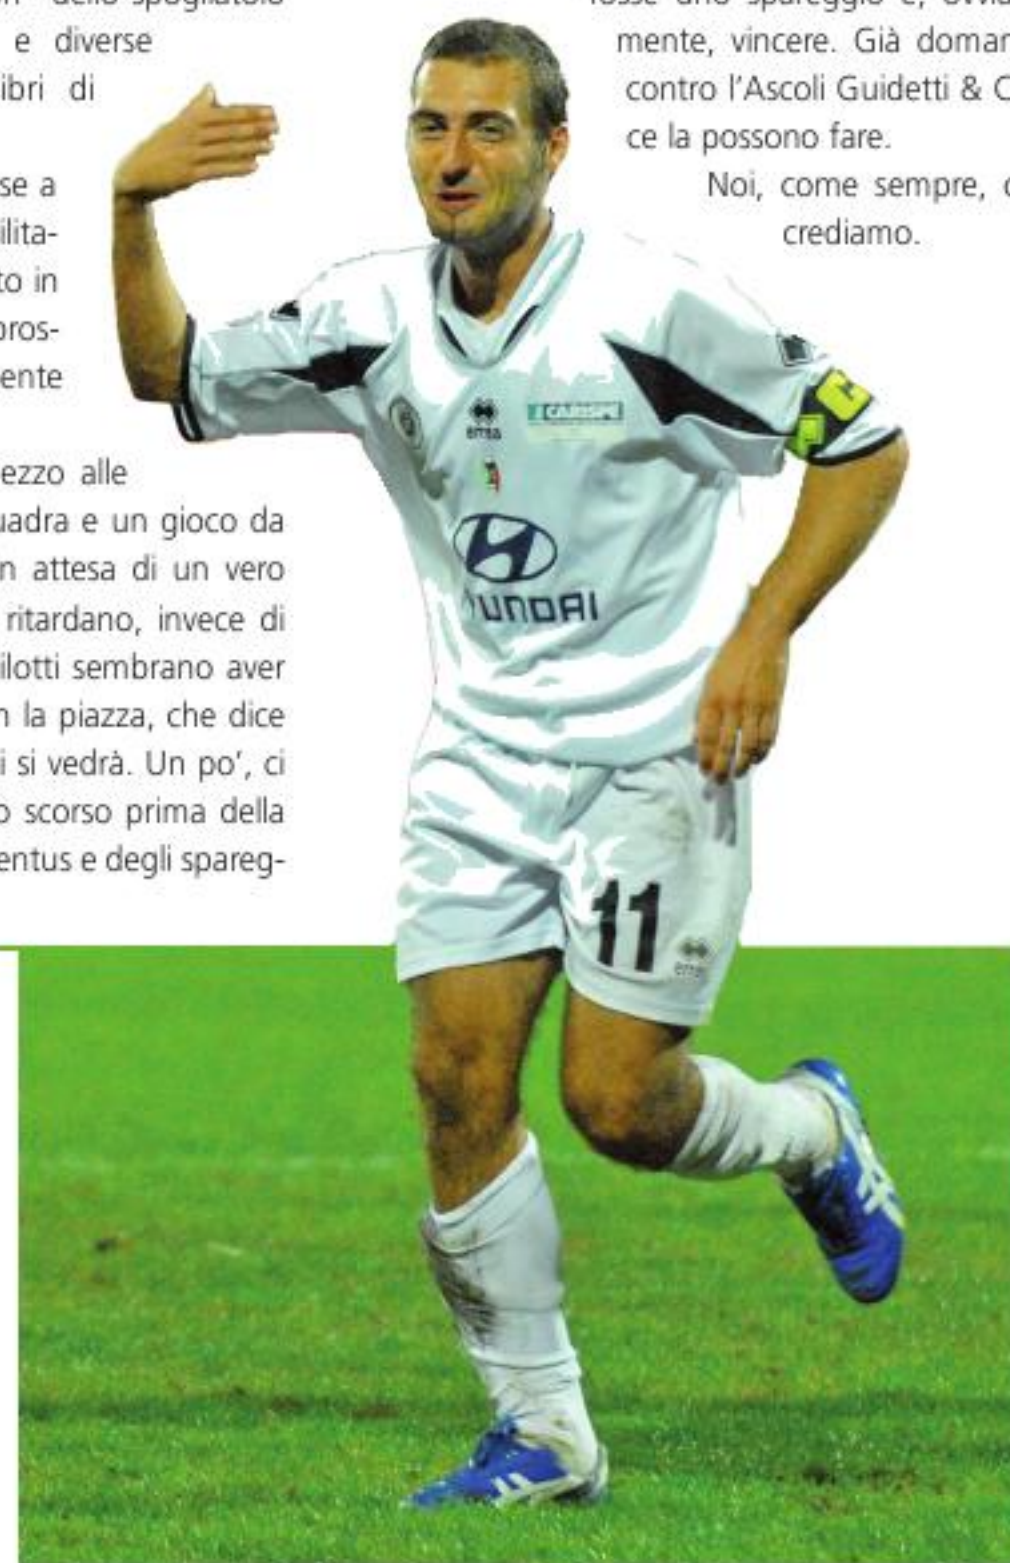 e diverse
ibri di
se a
ilita-
to in
pros-
ente
ezzo alle
uadra e un gioco da
n attesa di un vero
ritardano, invece di
ilotti sembrano aver
n la piazza, che dice
i si vedrà. Un po', ci
o scorso prima della
entus e degli spareg-
mente, vincere. Già doman
contro l'Ascoli Guidetti & C
ce la possono fare.
Noi, come sempre, c
crediamo.
CARISPE
errea
HYUNDAI
11
errea